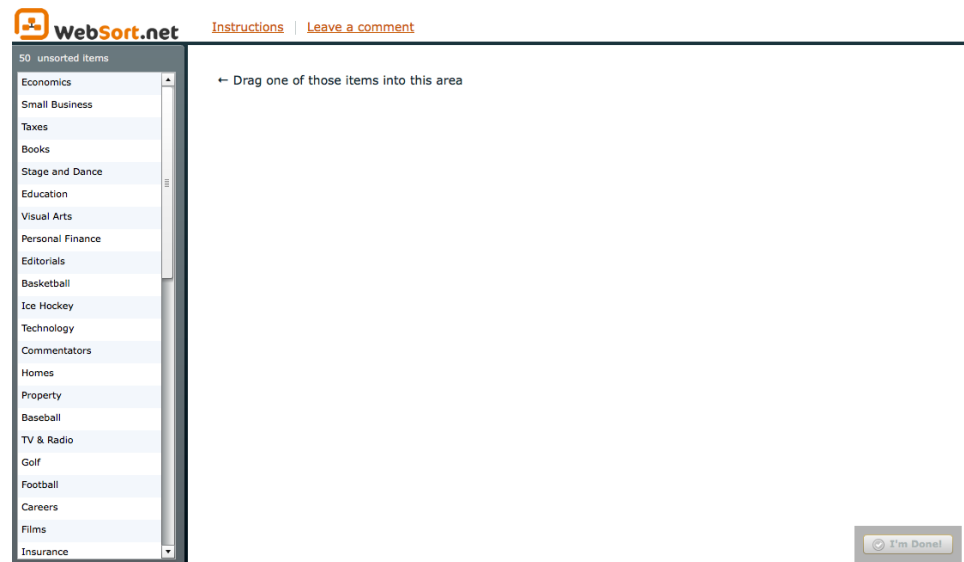 WebSort.net
Instructions
Leave a comment
50 unsorted items
← Drag one of those items into this area
Economics
Small Business
Taxes
Books
Stage and Dance
Education
Visual Arts
Personal Finance
Editorials
Basketball
Ice Hockey
Technology
Commentators
Homes
Property
Baseball
TV & Radio
Golf
Football
Careers
Films
Insurance
I'm Done!